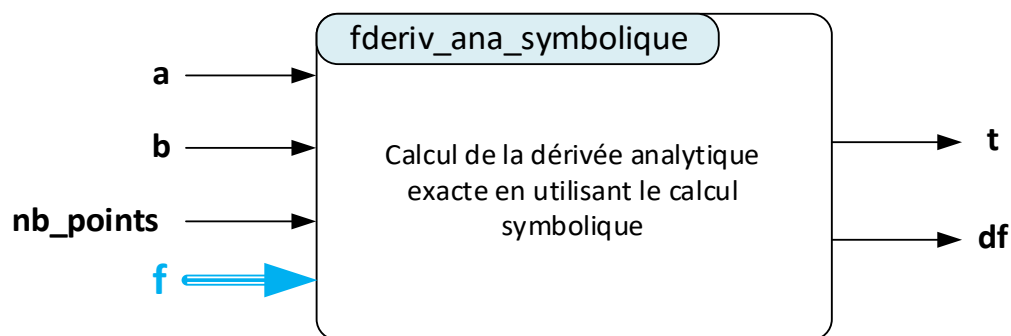 fderiv_ana_symbolique
a
b
nb_points
f
Calcul de la dérivée analytique
exacte en utilisant le calcul
symbolique
t
df